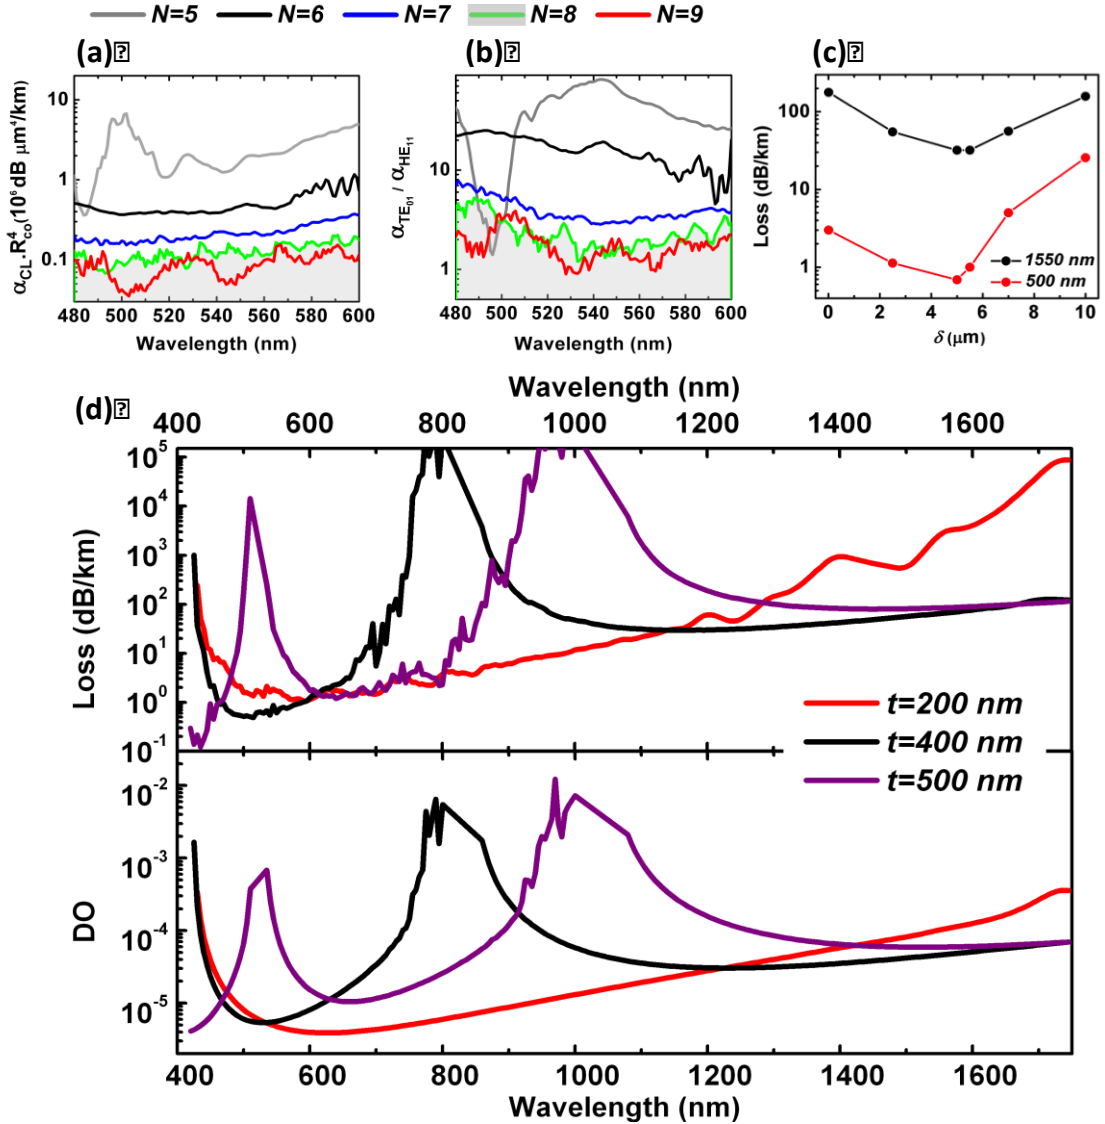 N=5 N=6 N=7 N=8 N=9
(a)⍰ (b)⍰ (c)⍰
α_CL.R⁴_co(10⁶ dB μm⁴/km)
10
1
0.1
480 500 520 540 560 580 600
Wavelength (nm)
α_TE₀₁ / α_HE₁₁
10
1
480 500 520 540 560 580 600
Wavelength (nm)
Loss (dB/km)
100
10
1
1550 nm
500 nm
0 2 4 6 8 10
δ (μm)
(d)⍰
Wavelength (nm)
400 600 800 1000 1200 1400 1600
Loss (dB/km)
10⁵
10⁴
10³
10²
10¹
10⁰
10⁻¹
t=200 nm
t=400 nm
t=500 nm
DO
10⁻²
10⁻³
10⁻⁴
10⁻⁵
400 600 800 1000 1200 1400 1600
Wavelength (nm)